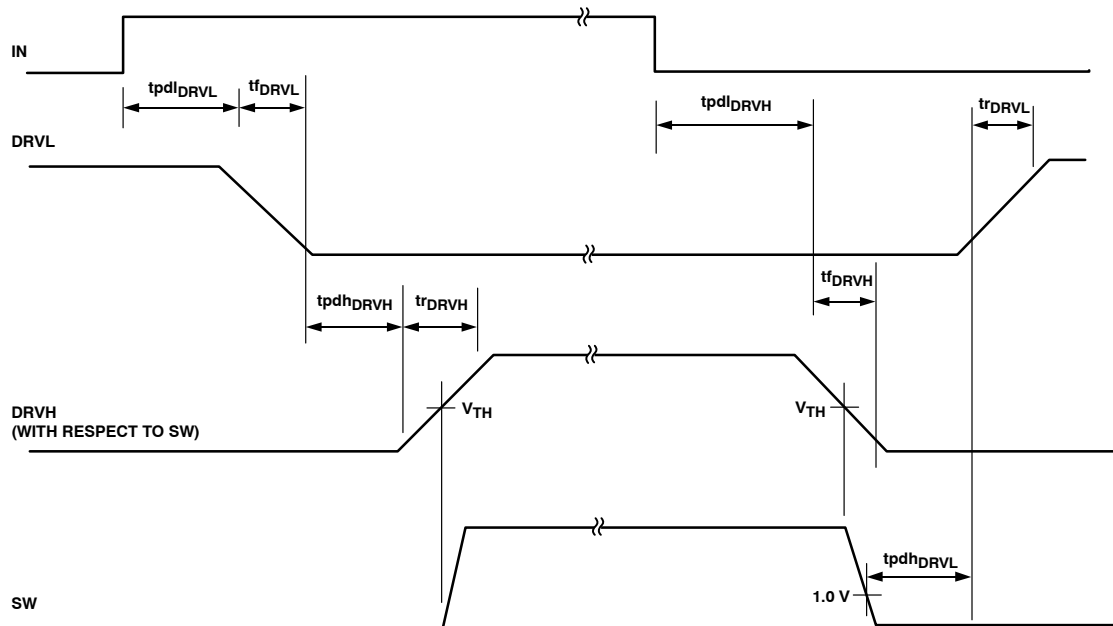 IN
tpdlDRVL
tfDRVL
tpdlDRVH
trDRVL
DRVL
tfDRVH
tpdhDRVH
trDRVH
DRVH
(WITH RESPECT TO SW)
VTH
VTH
tpdhDRVL
1.0 V
SW